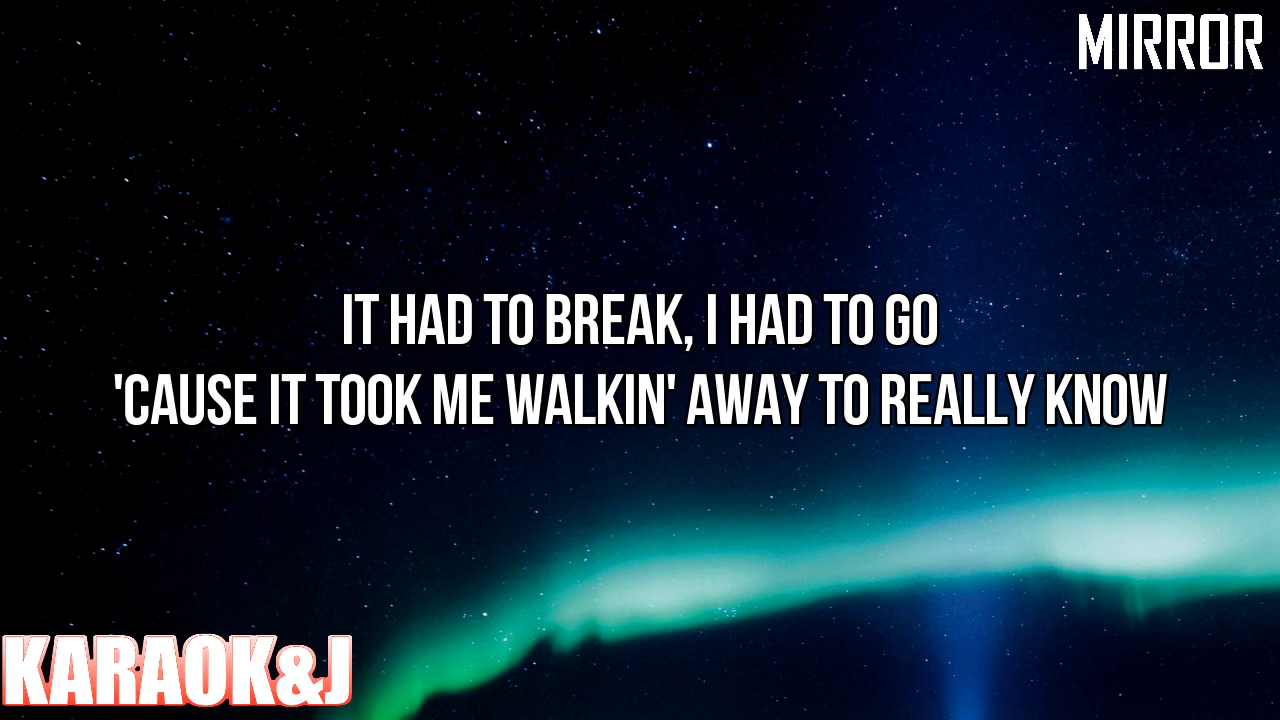 MIRROR
IT HAD TO BREAK, I HAD TO GO
'CAUSE IT TOOK ME WALKIN' AWAY TO REALLY KNOW
KARAOK&J